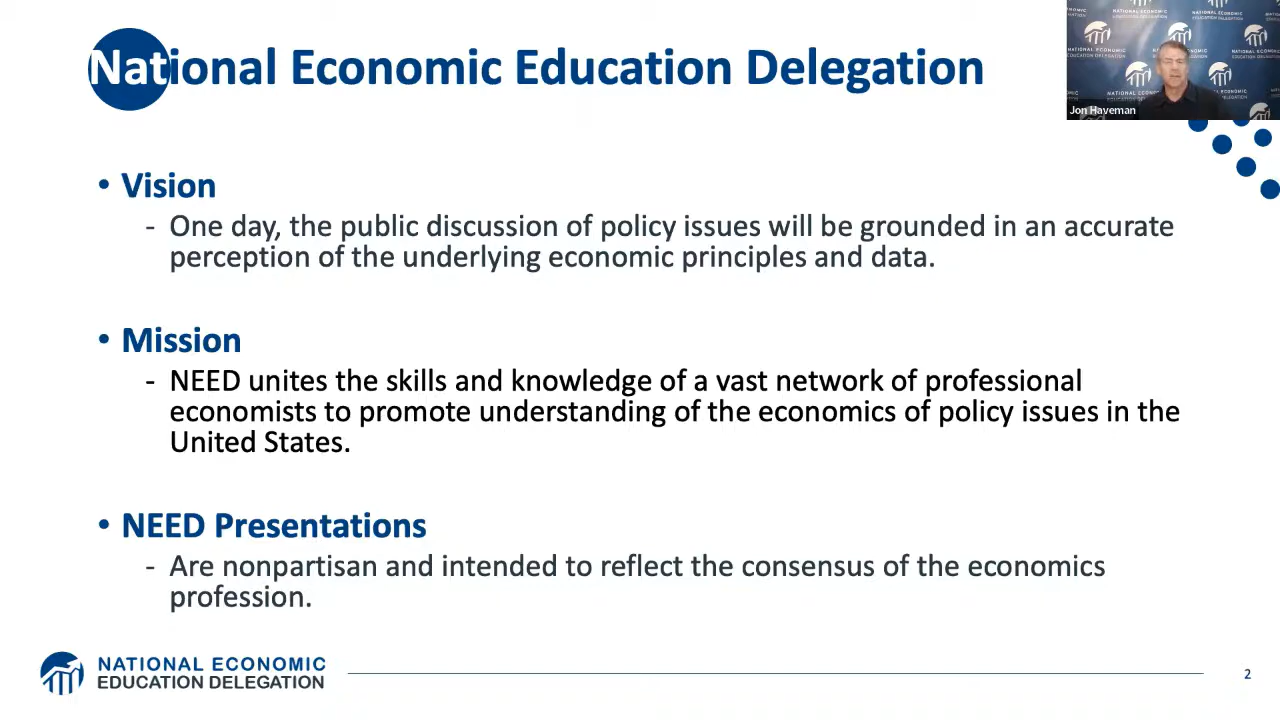 National Economic Education Delegation
Jon Haveman
• Vision
- One day, the public discussion of policy issues will be grounded in an accurate
perception of the underlying economic principles and data.
• Mission
- NEED unites the skills and knowledge of a vast network of professional
economists to promote understanding of the economics of policy issues in the
United States.
• NEED Presentations
- Are nonpartisan and intended to reflect the consensus of the economics
profession.
NATIONAL ECONOMIC
EDUCATION DELEGATION
2